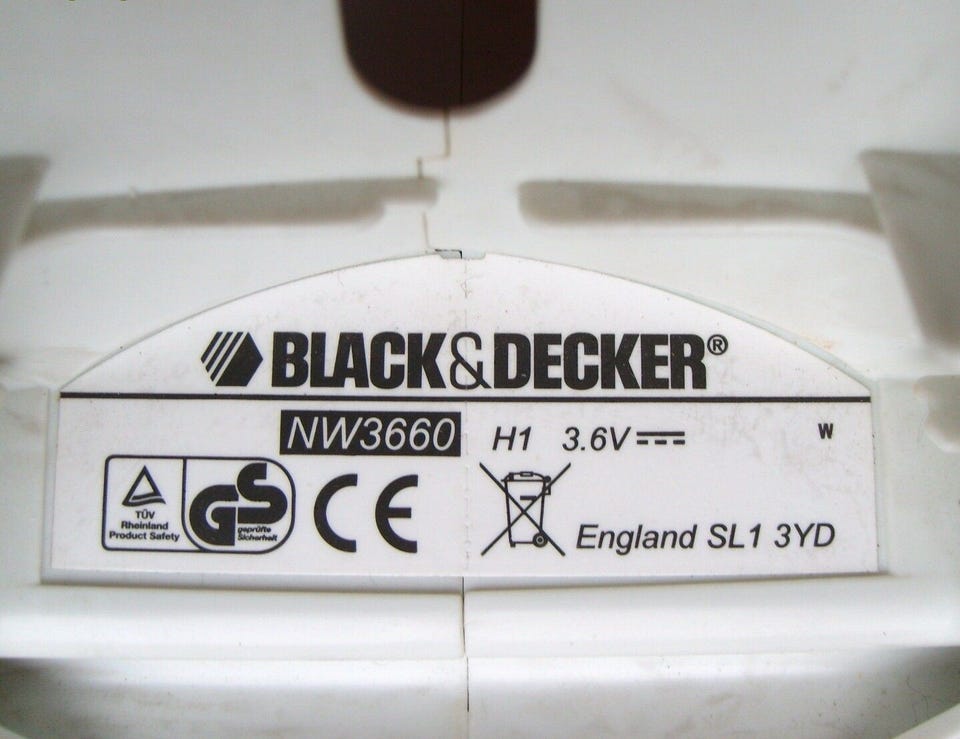 BLACK&DECKER®
NW3660 H1 3.6V W
TÜV
Rheinland
Product Safety
GS
geprüfte
Sicherheit
CE
England SL1 3YD